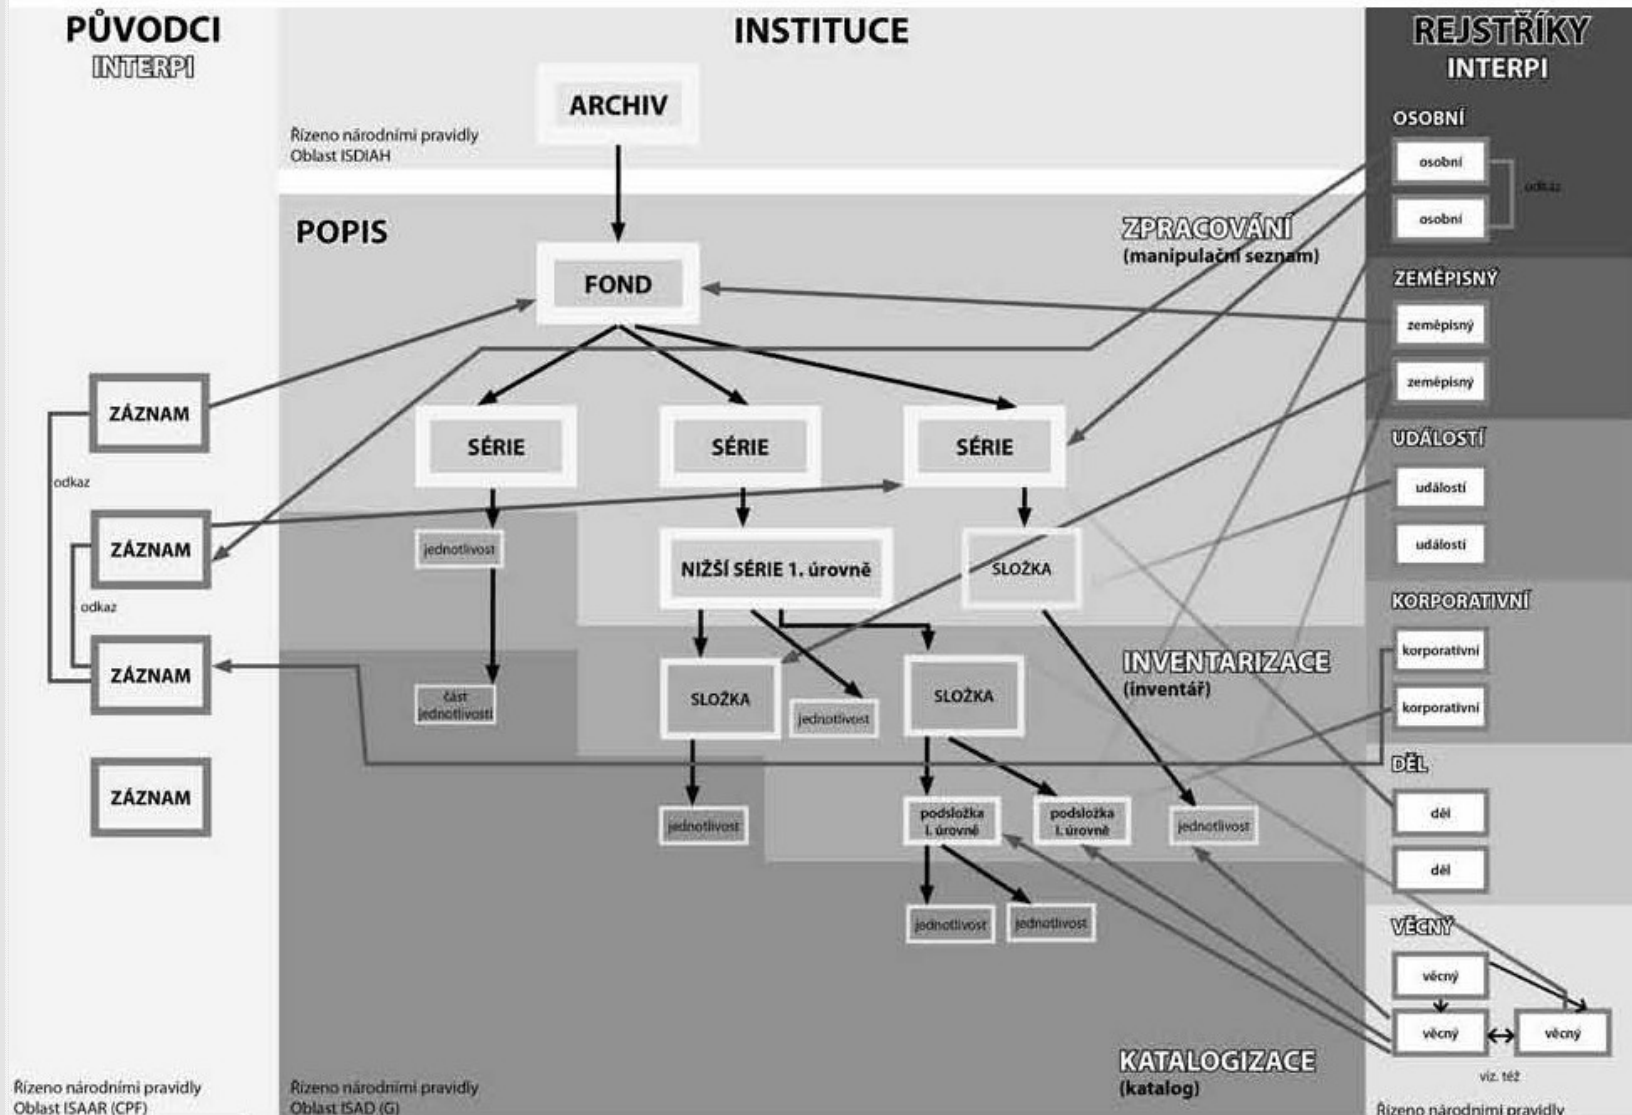 PŮVODCI
INTERPI
ZÁZNAM
odkaz
ZÁZNAM
odkaz
ZÁZNAM
ZÁZNAM
Řízeno národními pravidly
Oblast ISAAR (CPF)
INSTITUCE
ARCHIV
Řízeno národními pravidly
Oblast ISDIAH
POPIS
ZPRACOVÁNÍ
(manipulační seznam)
FOND
SÉRIE
SÉRIE
SÉRIE
jednotlivost
NIŽŠÍ SÉRIE 1. úrovně
SLOŽKA
INVENTARIZACE
(inventář)
část
jednotlivosti
SLOŽKA
jednotlivost
SLOŽKA
jednotlivost
podsložka
I. úrovně
podsložka
I. úrovně
jednotlivost
jednotlivost
jednotlivost
KATALOGIZACE
(katalog)
Řízeno národními pravidly
Oblast ISAD (G)
REJSTŘÍKY
INTERPI
OSOBNÍ
osobní
odkaz
osobní
ZEMĚPISNÝ
zeměpisný
zeměpisný
UDÁLOSTÍ
událostí
událostí
KORPORATIVNÍ
korporativní
korporativní
DĚL
děl
děl
VĚCNÝ
věcný
věcný
věcný
viz. též
Řízeno národními pravidly